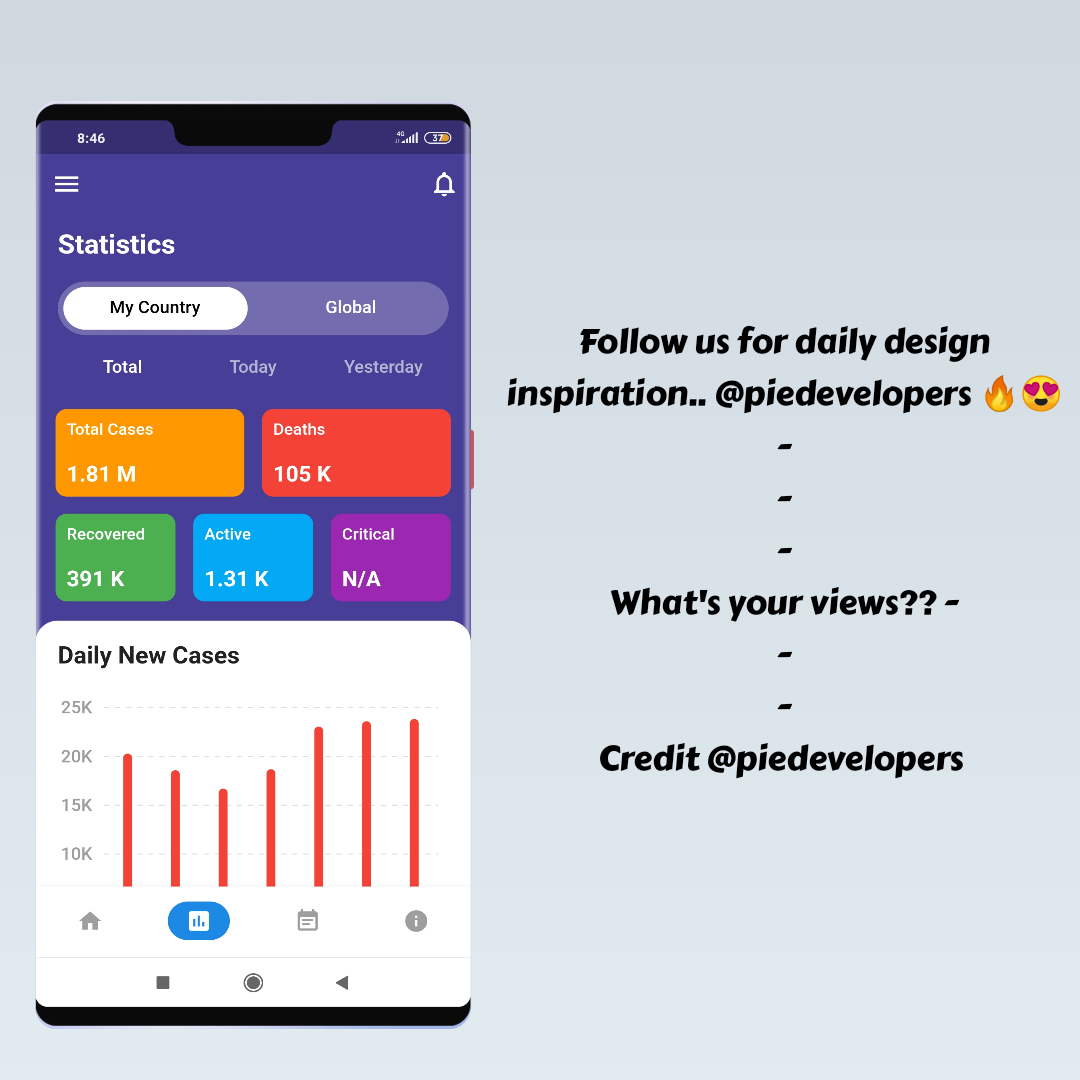 8:46
4G
37
Statistics
My Country Global
Total Today Yesterday
Total Cases Deaths
1.81 M 105 K
Recovered Active Critical
391 K 1.31 K N/A
Daily New Cases
25K
20K
15K
10K
Follow us for daily design
inspiration.. @piedevelopers 🔥😍
-
-
-
What's your views?? -
-
-
Credit @piedevelopers